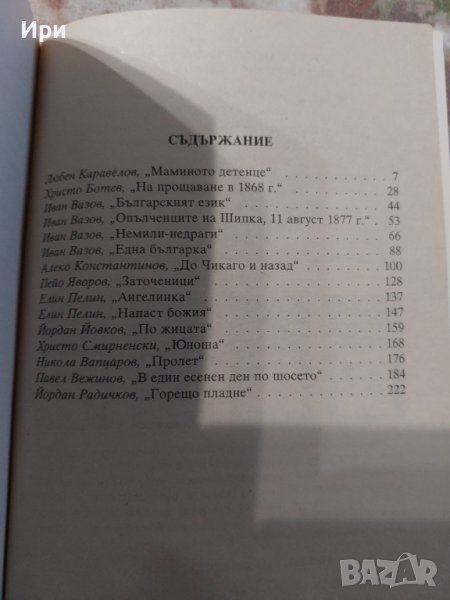 Ири
СЪДЪРЖАНИЕ
Любен Каравелов, „Маминото детенце“ . . . . . . . . . . . . . 7
Христо Ботев, „На прощаване в 1868 г.“ . . . . . . . . . . . . 28
Иван Вазов, „Българският език“ . . . . . . . . . . . . . . . . . 44
Иван Вазов, „Опълченците на Шипка, 11 август 1877 г.“ . . 53
Иван Вазов, „Немили-недраги“ . . . . . . . . . . . . . . . . . . 66
Иван Вазов, „Една българка“ . . . . . . . . . . . . . . . . . . . 88
Алеко Константинов, „До Чикаго и назад“ . . . . . . . . . . 100
Пейо Яворов, „Заточеници“ . . . . . . . . . . . . . . . . . . . 128
Елин Пелин, „Ангелинка“ . . . . . . . . . . . . . . . . . . . . 137
Елин Пелин, „Напаст божия“ . . . . . . . . . . . . . . . . . . 147
Йордан Йовков, „По жицата“ . . . . . . . . . . . . . . . . . . 159
Христо Смирненски, „Юноша“ . . . . . . . . . . . . . . . . . 168
Никола Вапцаров, „Пролет“ . . . . . . . . . . . . . . . . . . . 176
Павел Вежинов, „В един есенен ден по шосето“ . . . . . . . 184
Йордан Радичков, „Горещо пладне“ . . . . . . . . . . . . . . 222
BAZAR